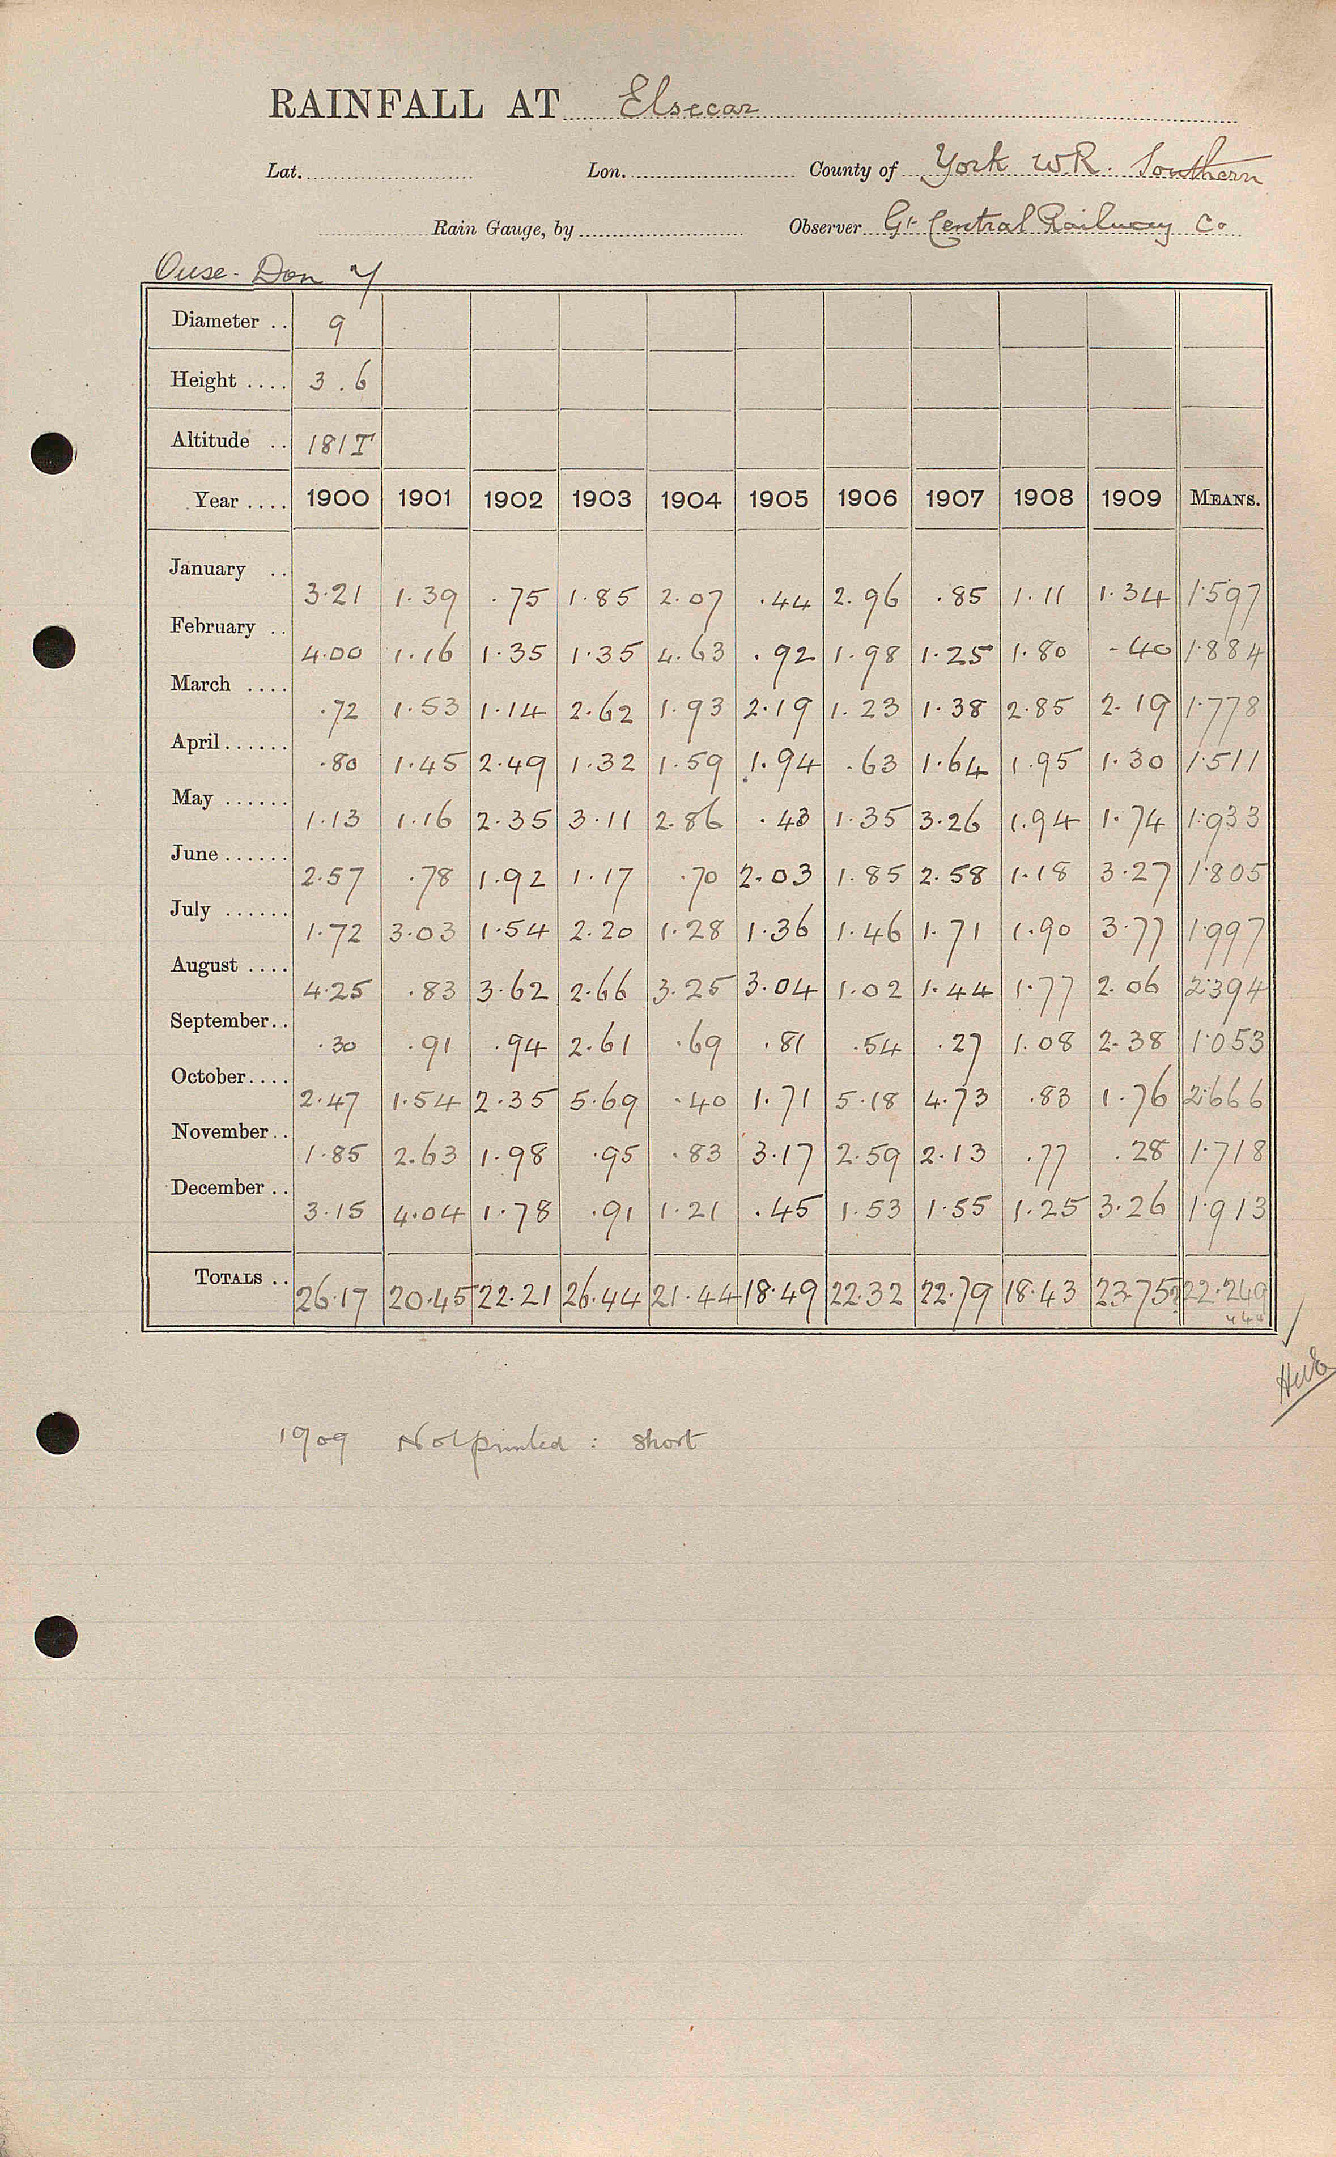 RAINFALL AT Elsecar
Lat. Lon. County of York W.R. Southern
Rain Gauge, by Observer Gt Central Railway Co
Ouse - Don
Diameter .. 9
Height .... 3 . 6
Altitude .. 181T
Year .... 1900 1901 1902 1903 1904 1905 1906 1907 1908 1909 MEANS.
January .. 3.21 1.39 .75 1.85 2.07 .44 2.96 .85 1.11 1.34 1.597
February .. 4.00 1.16 1.35 1.35 4.63 .92 1.98 1.25 1.80 .40 1.884
March .... .72 1.53 1.14 2.62 1.93 2.19 1.23 1.38 2.85 2.19 1.778
April ...... .80 1.45 2.49 1.32 1.59 1.94 .63 1.64 1.95 1.30 1.511
May ...... 1.13 1.16 2.35 3.11 2.86 .43 1.35 3.26 1.94 1.74 1.933
June ...... 2.57 .78 1.92 1.17 .70 2.03 1.85 2.58 1.18 3.27 1.805
July ...... 1.72 3.03 1.54 2.20 1.28 1.36 1.46 1.71 1.90 3.77 1.997
August .... 4.25 .83 3.62 2.66 3.25 3.04 1.02 1.44 1.77 2.06 2.394
September .. .30 .91 .94 2.61 .69 .81 .54 .27 1.08 2.38 1.053
October .... 2.47 1.54 2.35 5.69 .40 1.71 5.18 4.73 .83 1.76 2.666
November .. 1.85 2.63 1.98 .95 .83 3.17 2.59 2.13 .77 .28 1.718
December .. 3.15 4.04 1.78 .91 1.21 .45 1.53 1.55 1.25 3.26 1.913
TOTALS .. 26.17 20.45 22.21 26.44 21.44 18.49 22.32 22.79 18.43 23.75? 22.249
1909 Not printed : short